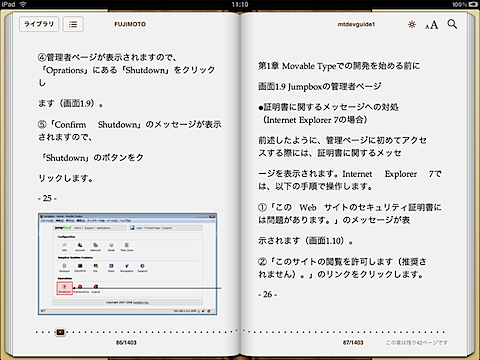 iPad
11:10
100%
ライブラリ
FUJIMOTO
mtdevguide1
AA
④管理者ページが表示されますので、
「Oprations」にある「Shutdown」をクリック
し
ます（画面1.9）。
⑤「Confirm Shutdown」のメッセージが表示
されますので、
「Shutdown」のボタンをク
リックします。
- 25 -
jumpbox
Configuration
Jumpbox Runtime Features
Operations
Shutdown
Maintenance
Logout
86/1403
第1章 Movable Typeでの開発を始める前に
画面1.9 Jumpboxの管理者ページ
●証明書に関するメッセージへの対処
（Internet Explorer 7の場合）
前述したように、管理ページに初めてアクセ
スする際には、証明書に関するメッセ
ージを表示されます。Internet Explorer 7で
は、以下の手順で操作します。
①「この Web サイトのセキュリティ証明書に
は問題があります。」のメッセージが表
示されます（画面1.10）。
②「このサイトの閲覧を許可します（推奨さ
れません）。」のリンクをクリックします。
- 26 -
87/1403
この章は残り42ページです